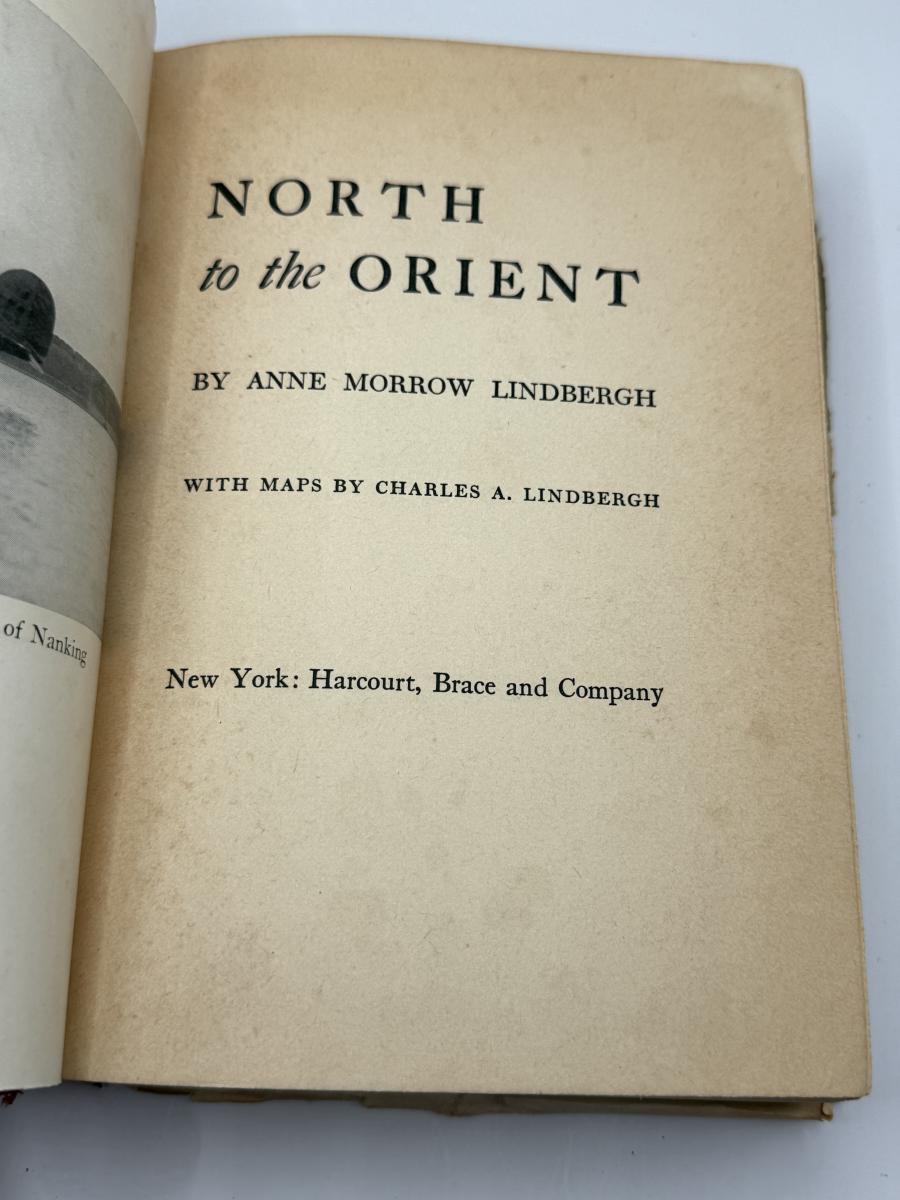 of Nanking
NORTH
to the ORIENT
BY ANNE MORROW LINDBERGH
WITH MAPS BY CHARLES A. LINDBERGH
New York: Harcourt, Brace and Company